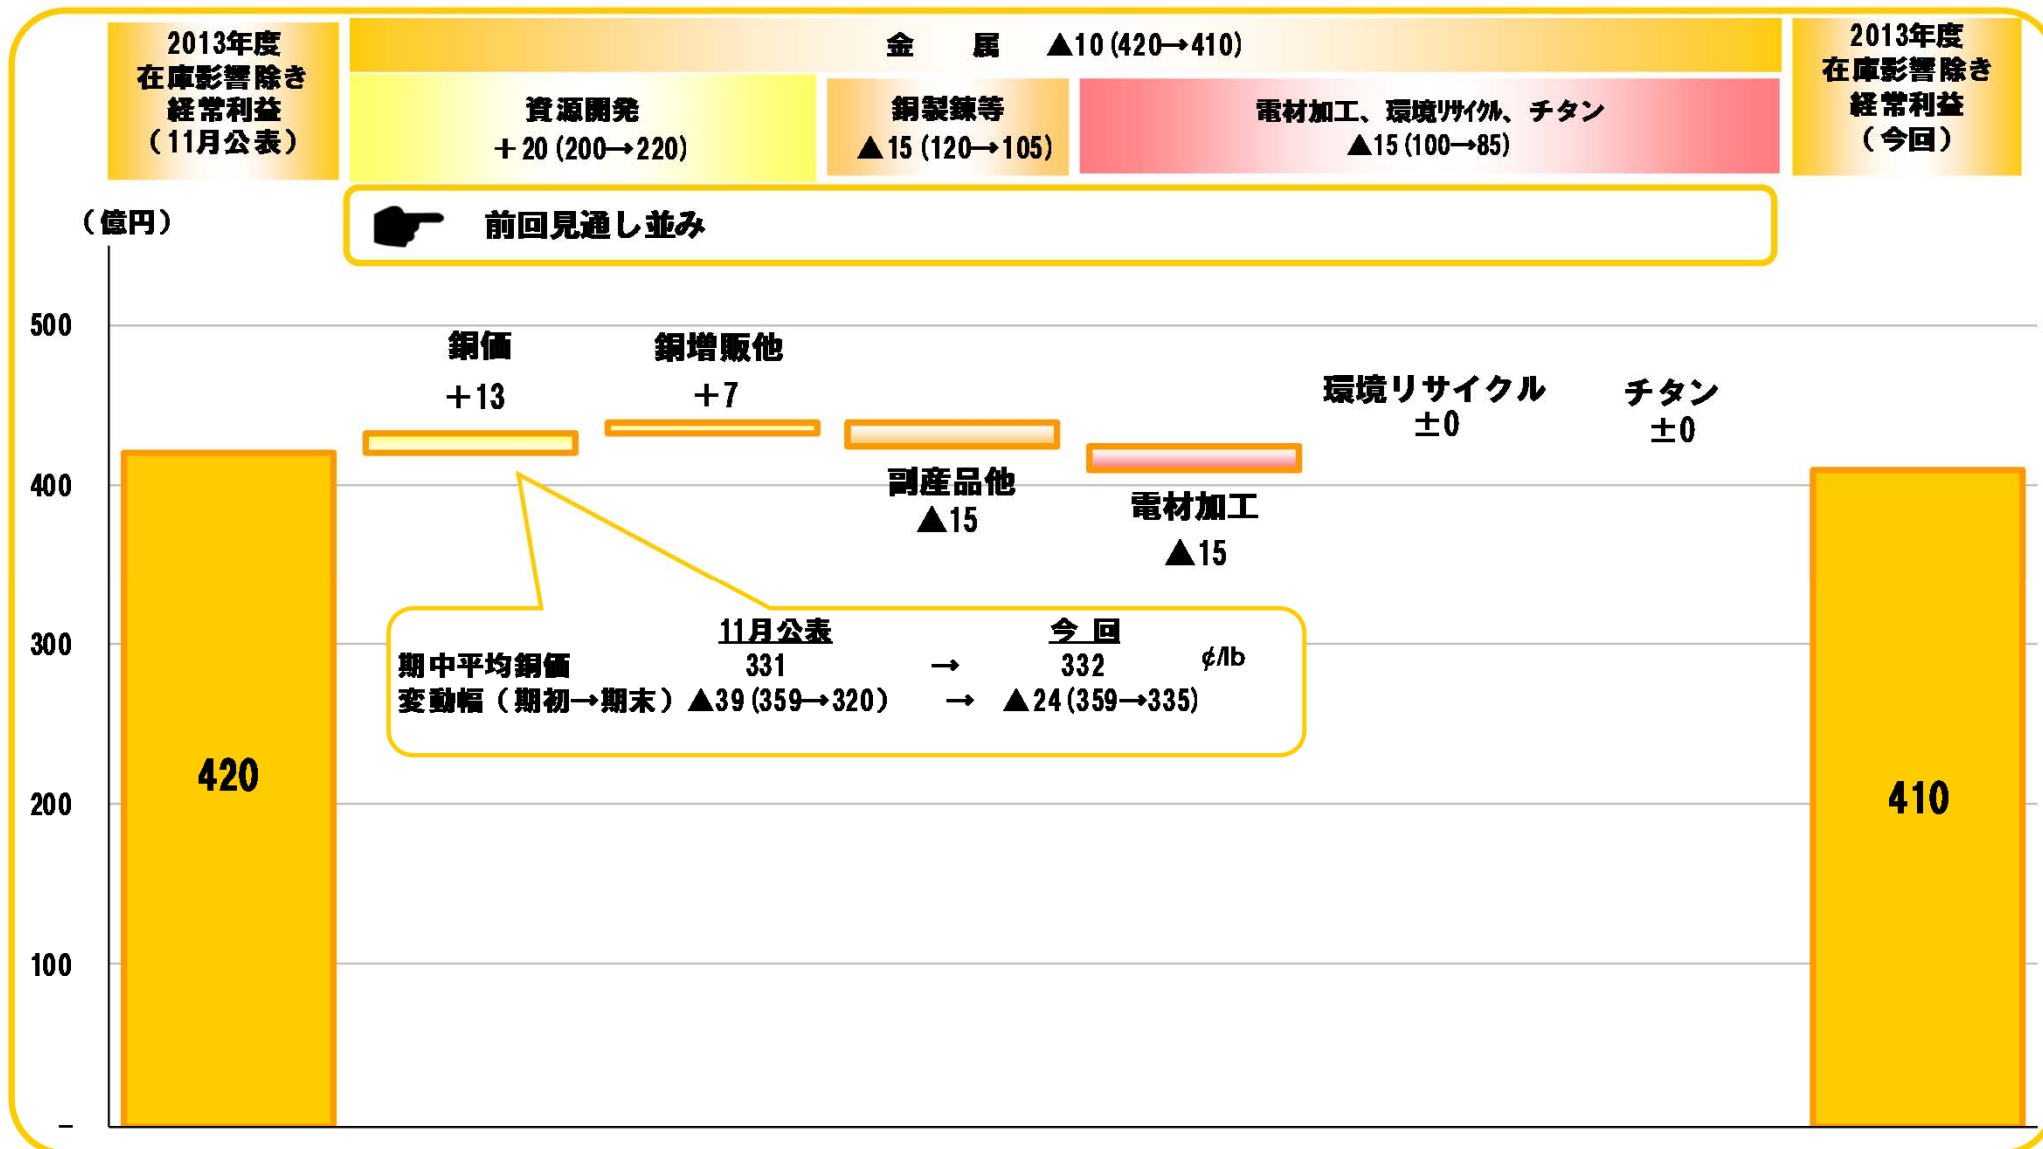 2013年度
在庫影響除き
経常利益
（11月公表）
金　属　▲10(420→410)
資源開発
＋20(200→220)
銅製錬等
▲15(120→105)
電材加工、環境ﾘｻｲｸﾙ、チタン
▲15(100→85)
2013年度
在庫影響除き
経常利益
（今回）
前回見通し並み
（億円）
500
400
300
200
100
–
銅価
＋13
銅増販他
＋7
副産品他
▲15
電材加工
▲15
環境リサイクル
±0
チタン
±0
11月公表　今 回
期中平均銅価　331　→　332　¢/lb
変動幅（期初→期末）▲39(359→320)　→　▲24(359→335)
420
410